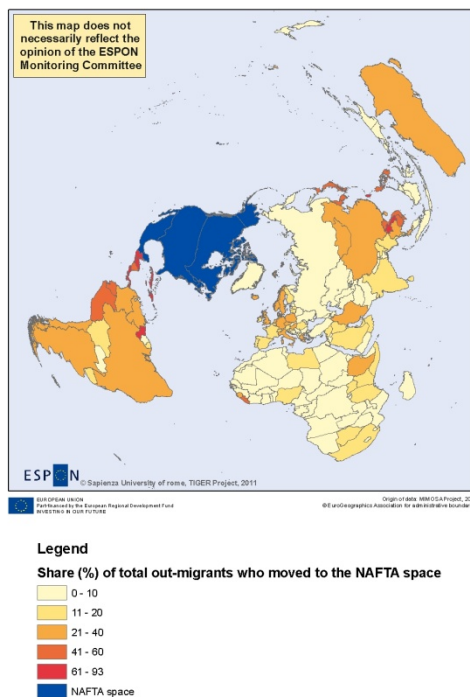 This map does not
necessarily reflect the
opinion of the ESPON
Monitoring Committee
ESPON
© Sapienza University of rome, TIGER Project, 2011
EUROPEAN UNION
Part-financed by the European Regional Development Fund
INVESTING IN OUR FUTURE
Origin of data: MIMOSA Project, 20
© EuroGeographics Association for administrative boundar
Legend
Share (%) of total out-migrants who moved to the NAFTA space
0 - 10
11 - 20
21 - 40
41 - 60
61 - 93
NAFTA space